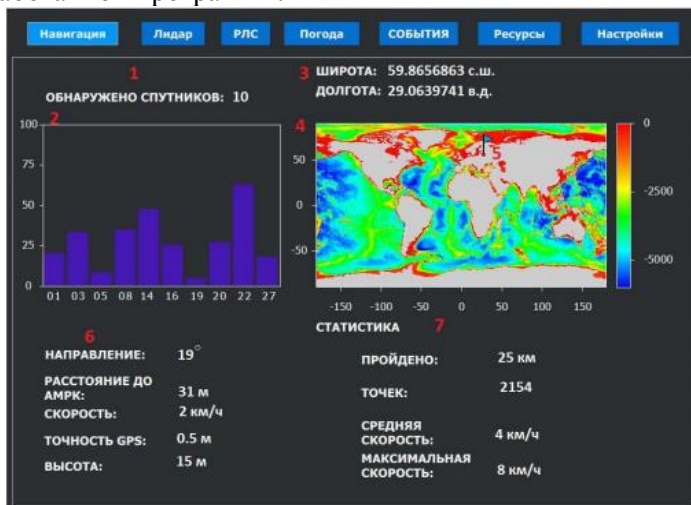 Навигация Лидар РЛС Погода СОБЫТИЯ Ресурсы Настройки
1
ОБНАРУЖЕНО СПУТНИКОВ: 10
3 ШИРОТА: 59.8656863 с.ш.
ДОЛГОТА: 29.0639741 в.д.
2
100
75
50
25
0
01 03 05 08 14 16 19 20 22 27
4
5
50
0
-50
-150 -100 -50 0 50 100 150
0
-2500
-5000
6
НАПРАВЛЕНИЕ: 19°
РАССТОЯНИЕ ДО
АМРК: 31 м
СКОРОСТЬ: 2 км/ч
ТОЧНОСТЬ GPS: 0.5 м
ВЫСОТА: 15 м
СТАТИСТИКА 7
ПРОЙДЕНО: 25 км
ТОЧЕК: 2154
СРЕДНЯЯ
СКОРОСТЬ: 4 км/ч
МАКСИМАЛЬНАЯ
СКОРОСТЬ: 8 км/ч